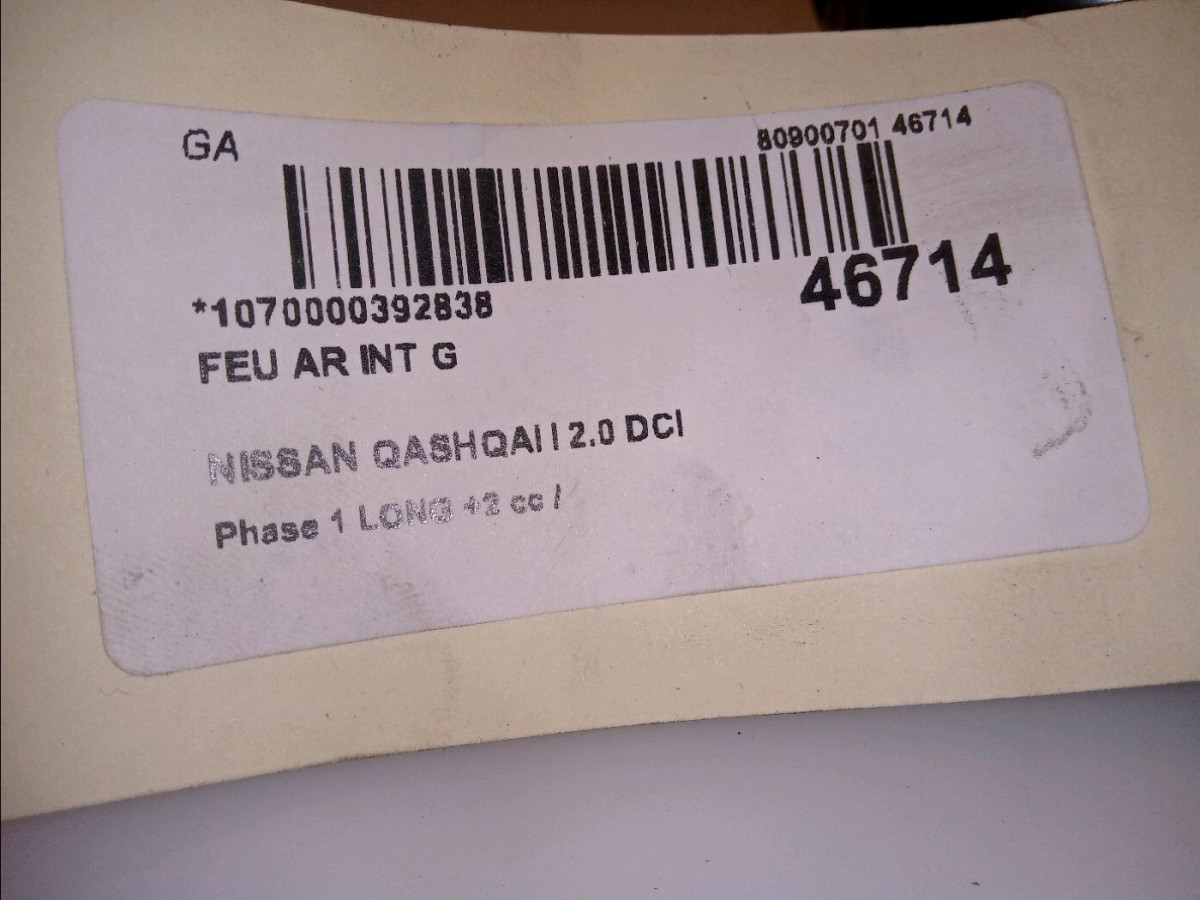 GA
80900701 46714
46714
*1070000392838
FEU AR INT G
NISSAN QASHQAI I 2.0 DCI
Phase 1 LONG +2 cc /